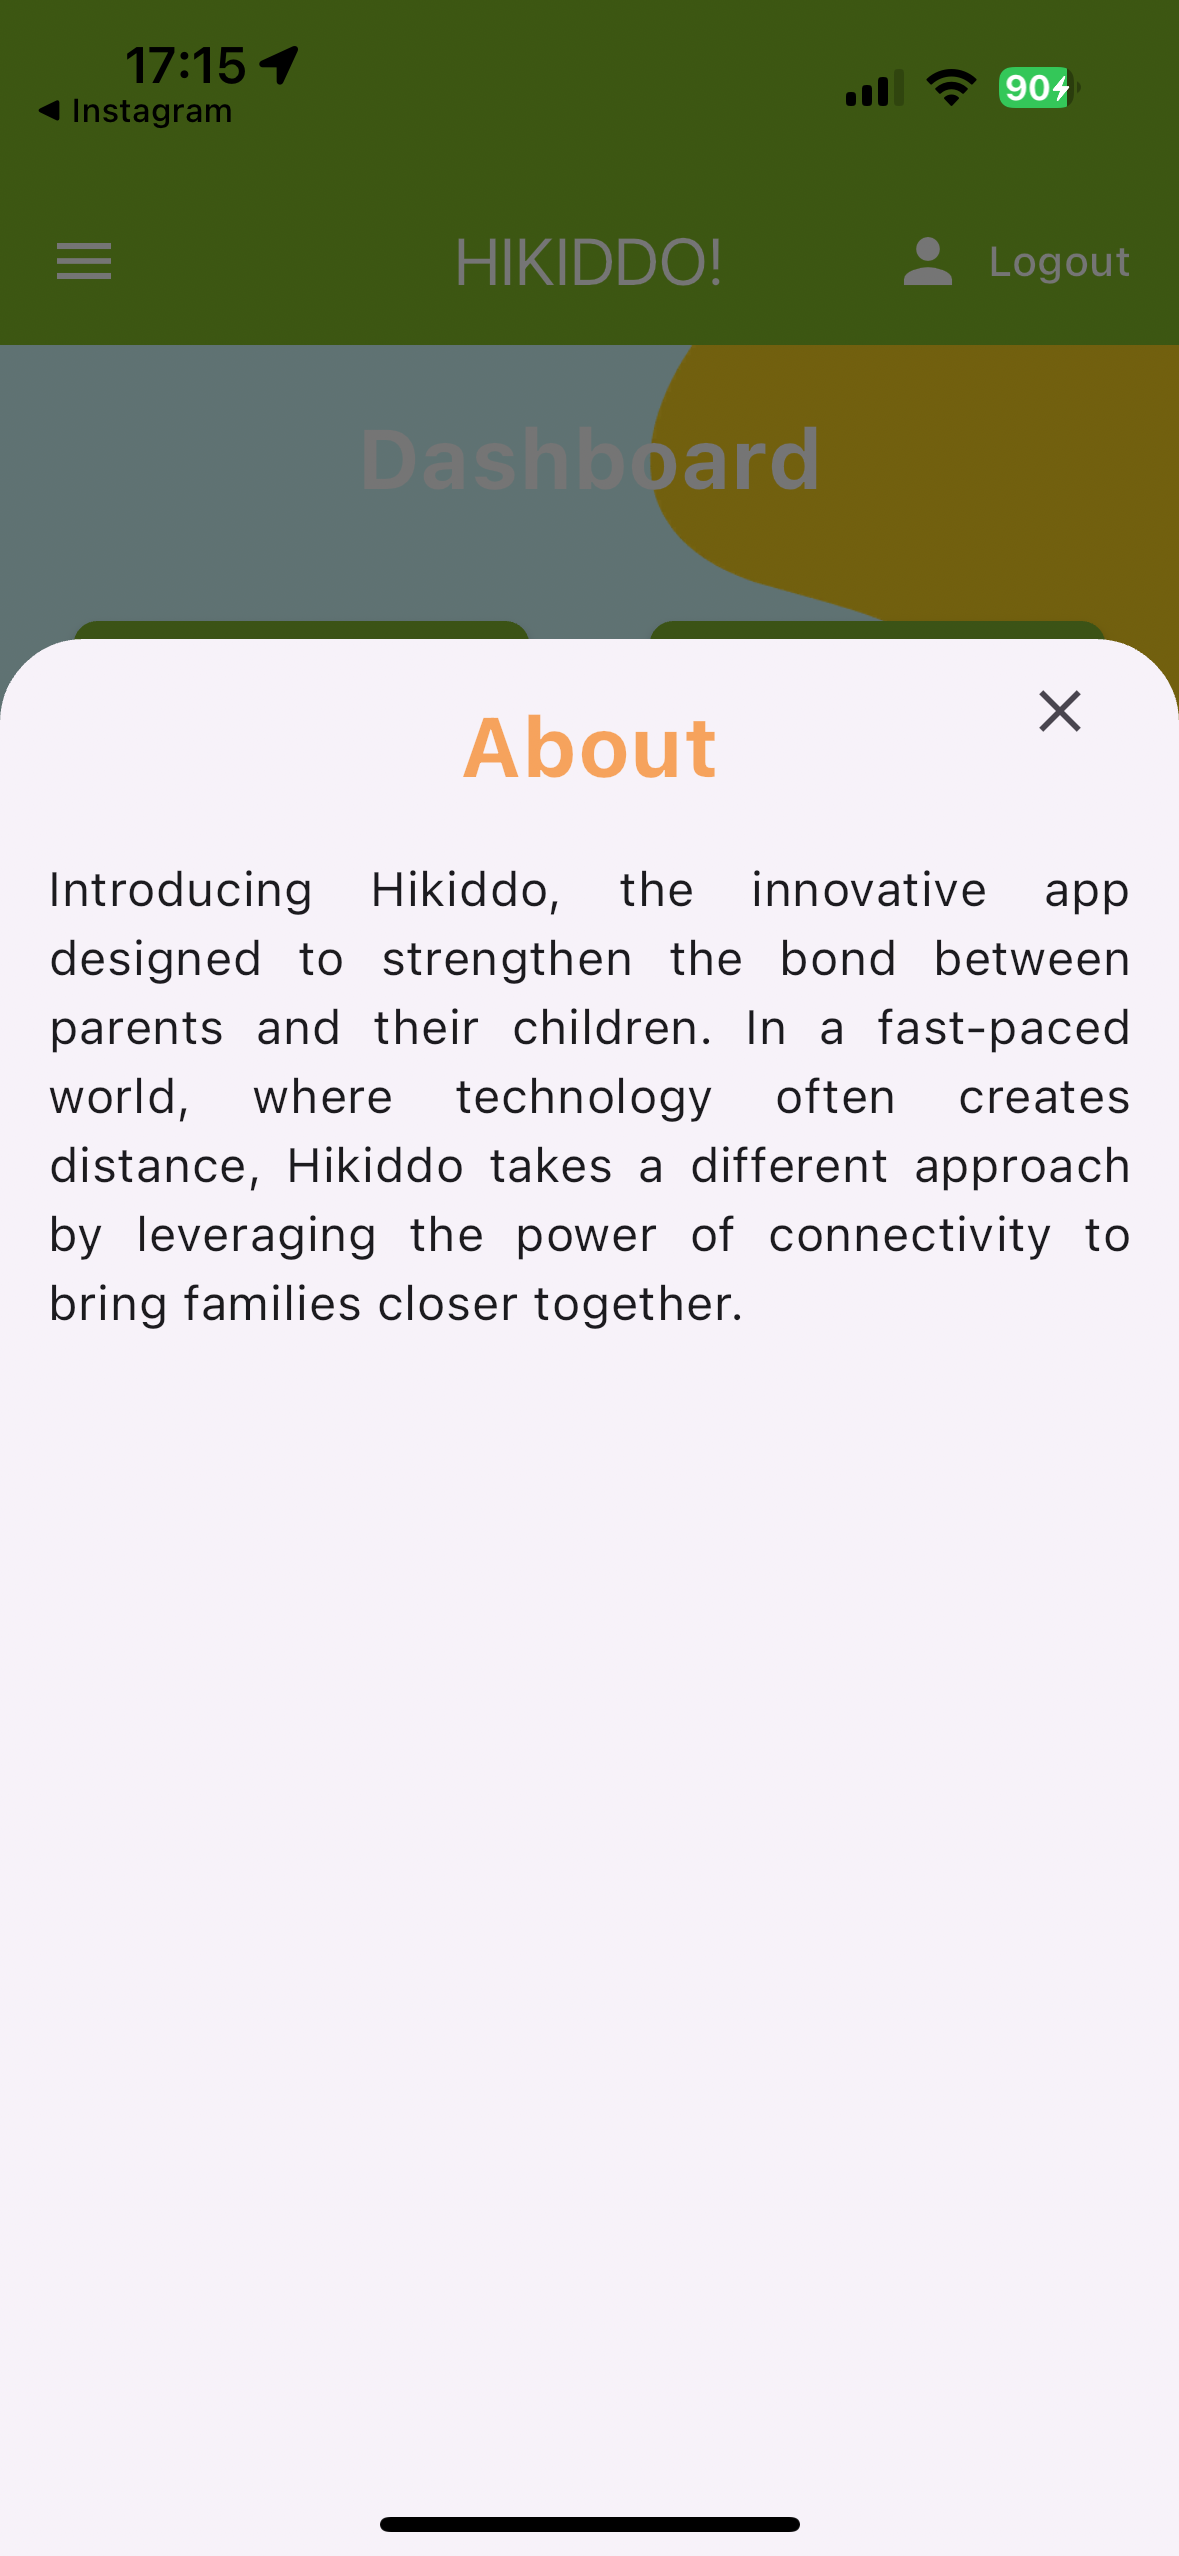 17:15
Instagram
90
HIKIDDO!
Logout
Dashboard
About
Introducing Hikiddo, the innovative app
designed to strengthen the bond between
parents and their children. In a fast-paced
world, where technology often creates
distance, Hikiddo takes a different approach
by leveraging the power of connectivity to
bring families closer together.